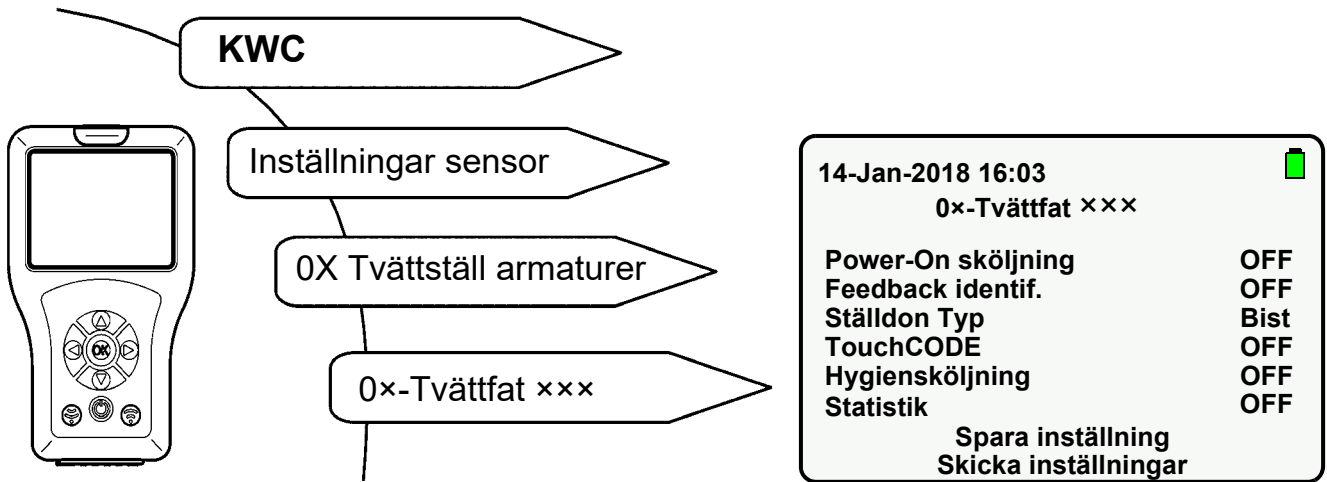 KWC
Inställningar sensor
0X Tvättställ armaturer
0×-Tvättfat ×××
OK
14-Jan-2018 16:03
0×-Tvättfat ×××
Power-On sköljning OFF
Feedback identif. OFF
Ställdon Typ Bist
TouchCODE OFF
Hygiensköljning OFF
Statistik OFF
Spara inställning
Skicka inställningar